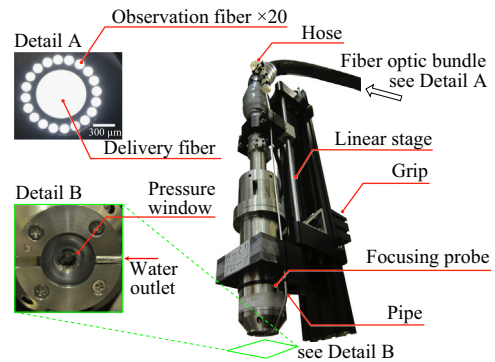 Observation fiber ×20
Detail A
Hose
Fiber optic bundle
see Detail A
300 µm
Delivery fiber
Linear stage
Grip
Detail B
Pressure
window
Water
outlet
Focusing probe
Pipe
see Detail B